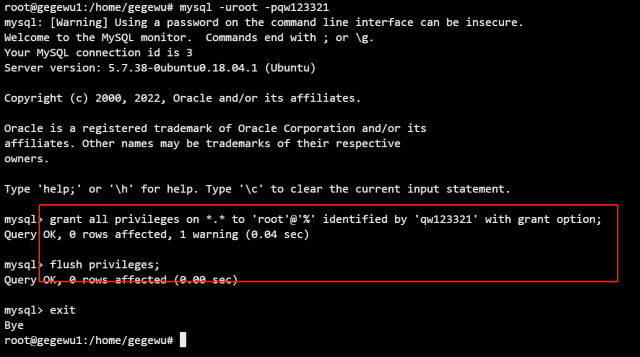 root@gegewu1:/home/gegewu# mysql -uroot -pqw123321
mysql: [Warning] Using a password on the command line interface can be insecure.
Welcome to the MySQL monitor.  Commands end with ; or \g.
Your MySQL connection id is 3
Server version: 5.7.38-0ubuntu0.18.04.1 (Ubuntu)
Copyright (c) 2000, 2022, Oracle and/or its affiliates.
Oracle is a registered trademark of Oracle Corporation and/or its
affiliates. Other names may be trademarks of their respective
owners.
Type 'help;' or '\h' for help. Type '\c' to clear the current input statement.
mysql> grant all privileges on *.* to 'root'@'%' identified by 'qw123321' with grant option;
Query OK, 0 rows affected, 1 warning (0.04 sec)
mysql> flush privileges;
Query OK, 0 rows affected (0.00 sec)
mysql> exit
Bye
root@gegewu1:/home/gegewu#